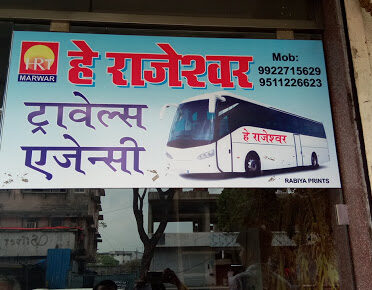 HRT
MARWAR
हे राजेश्वर
Mob:
9922715629
9511226623
ट्रावेल्स
एजेन्सी
हे राजेश्वर
RABIYA PRINTS